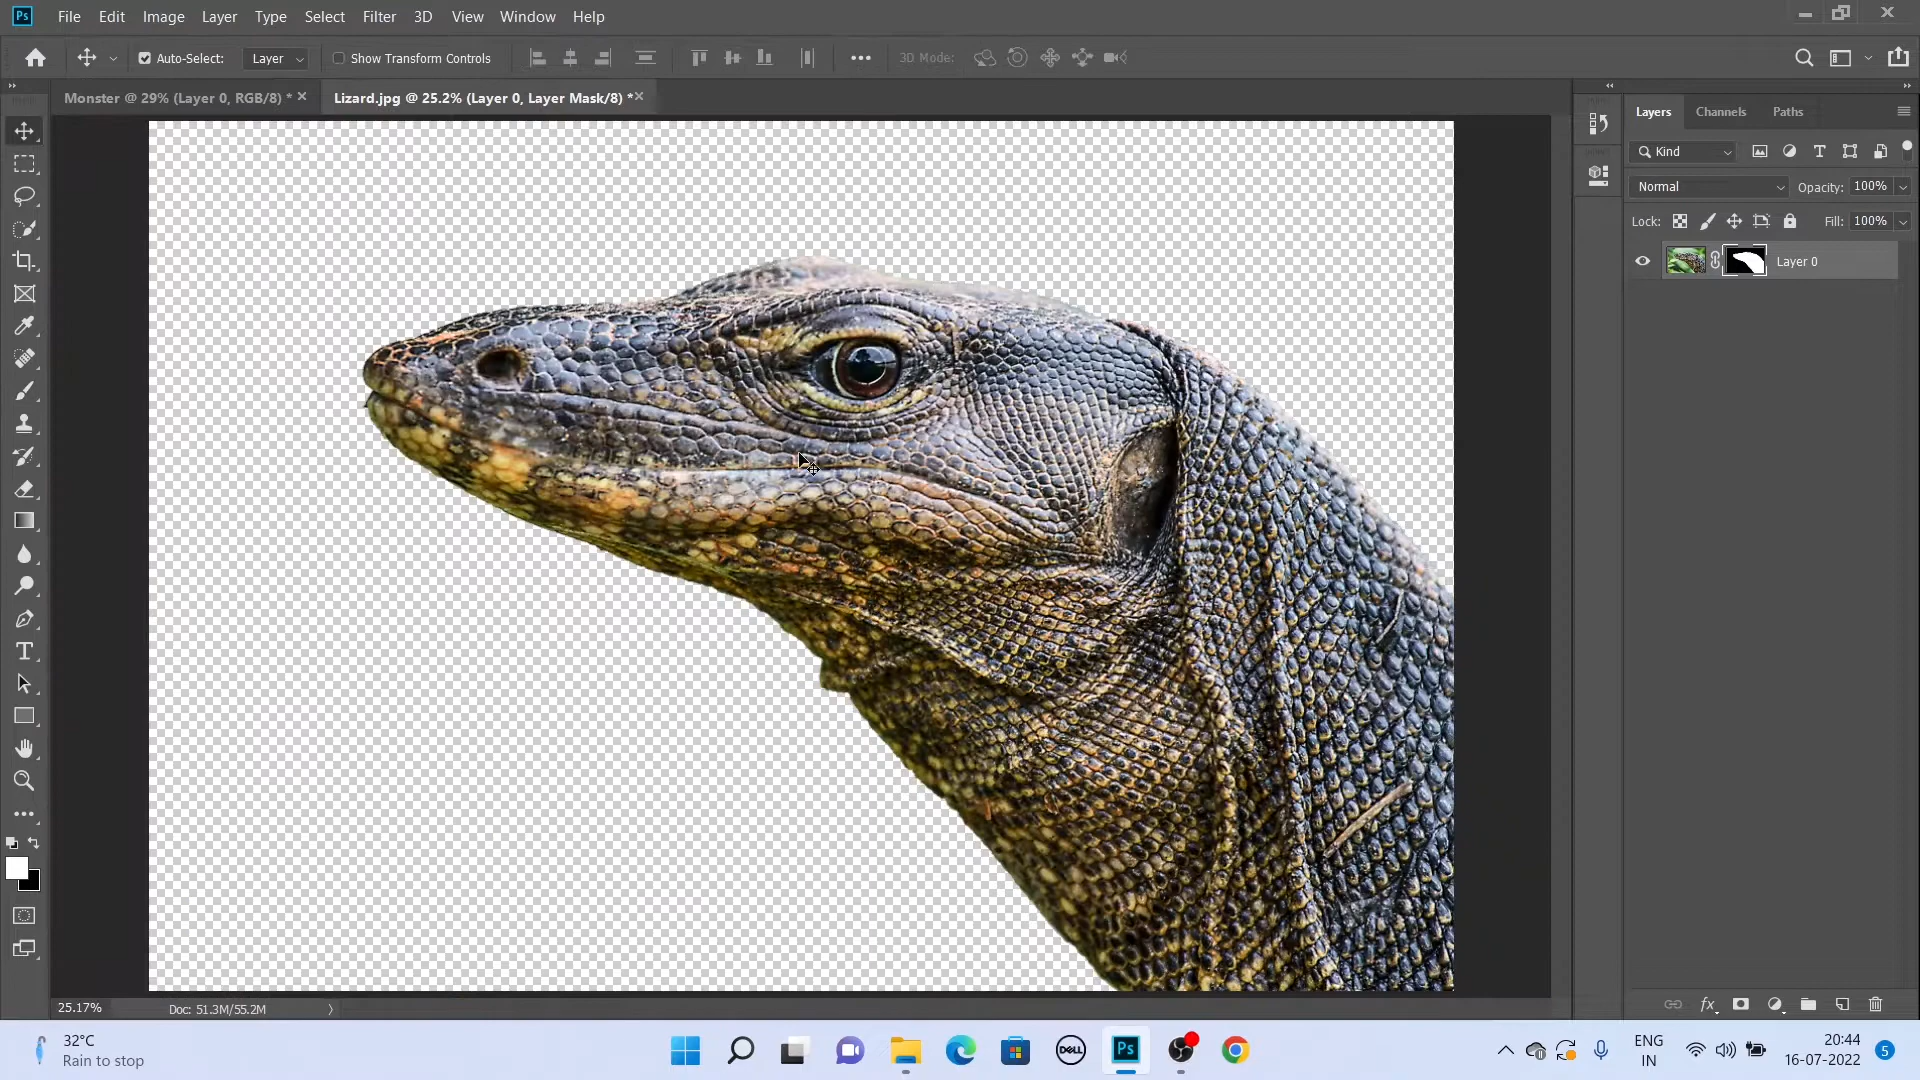 Ps File Edit Image Layer Type Select Filter 3D View Window Help
Auto-Select: Layer Show Transform Controls 3D Mode:
Monster @ 29% (Layer 0, RGB/8) * Lizard.jpg @ 25.2% (Layer 0, Layer Mask/8) *
Layers Channels Paths
Kind
Normal Opacity: 100%
Lock: Fill: 100%
Layer 0
25.17% Doc: 51.3M/55.2M
32°C
Rain to stop
DELL
Ps
ENG
IN
20:44
16-07-2022
5